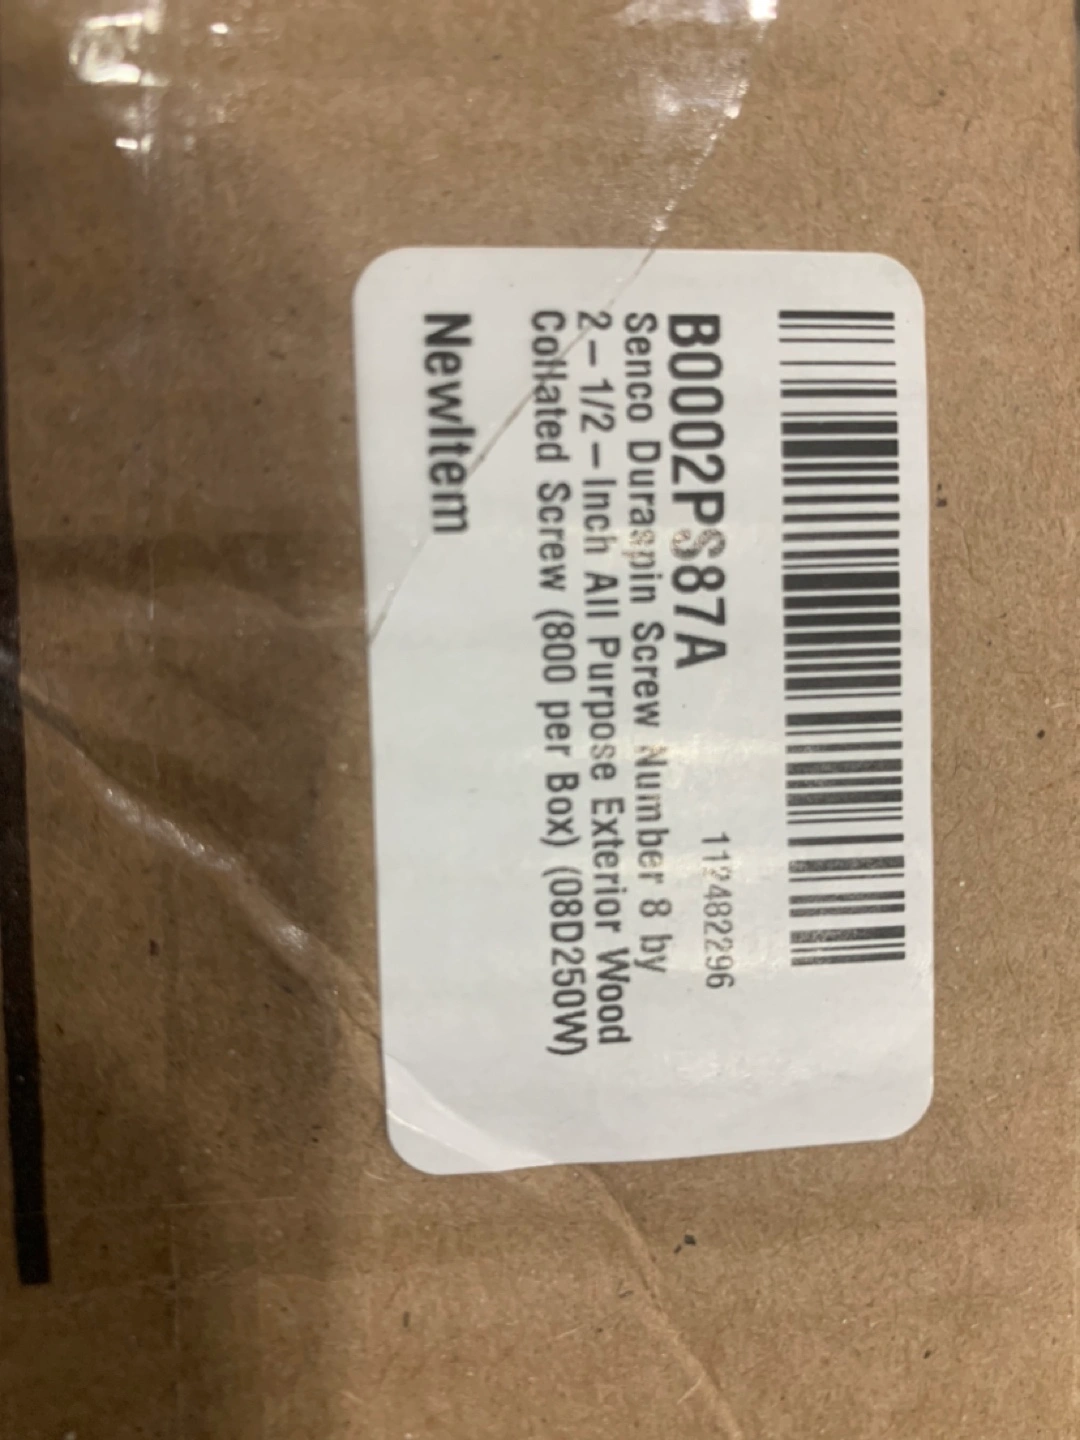 B0002PS87A 112482296
Senco Duraspin Screw Number 8 by
2-1/2-Inch All Purpose Exterior Wood
Collated Screw (800 per Box) (08D250W)
NewItem